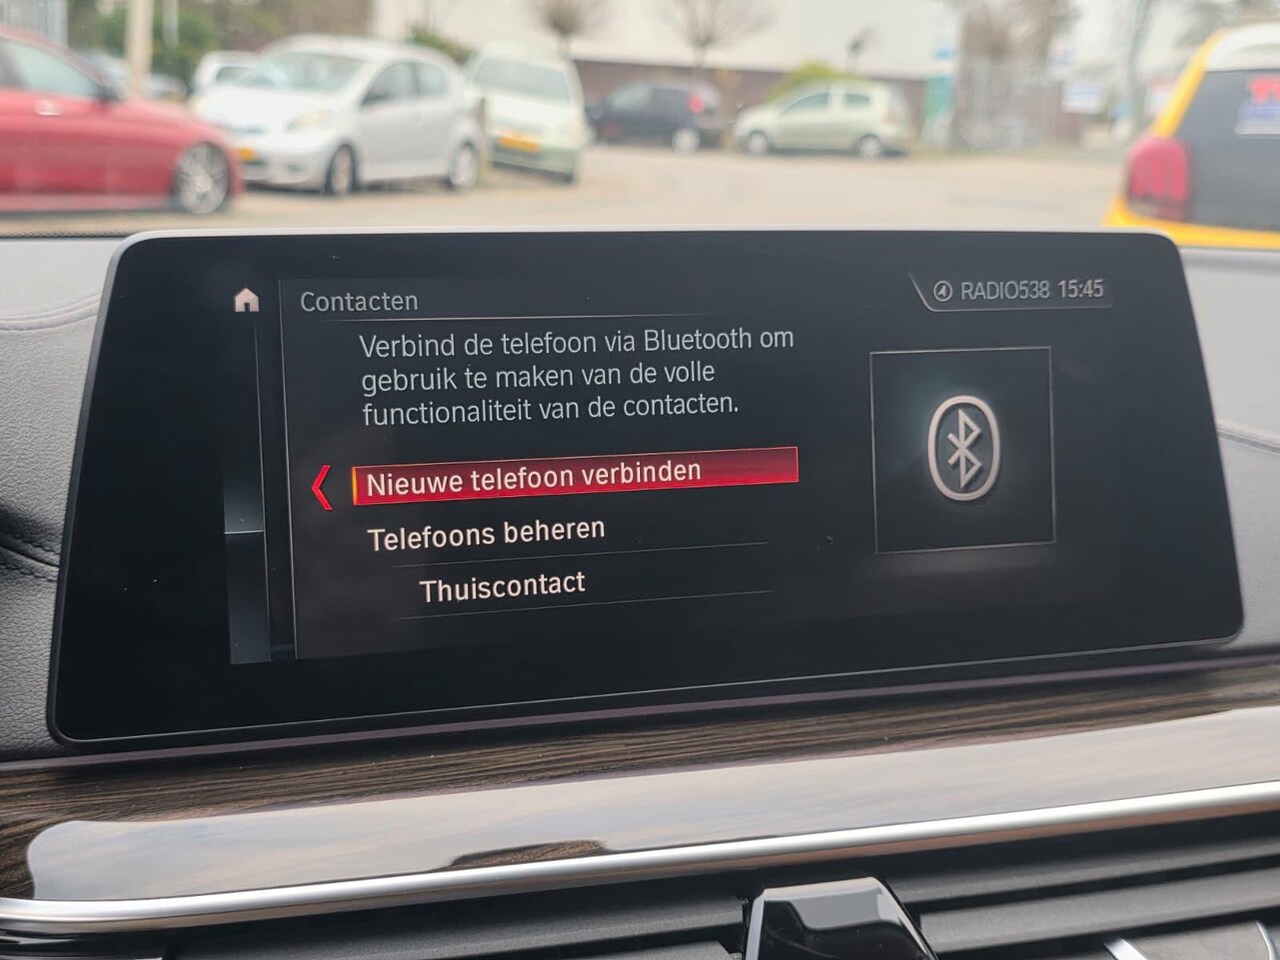 Contacten
RADIO538 15:45
Verbind de telefoon via Bluetooth om
gebruik te maken van de volle
functionaliteit van de contacten.
Nieuwe telefoon verbinden
Telefoons beheren
Thuiscontact